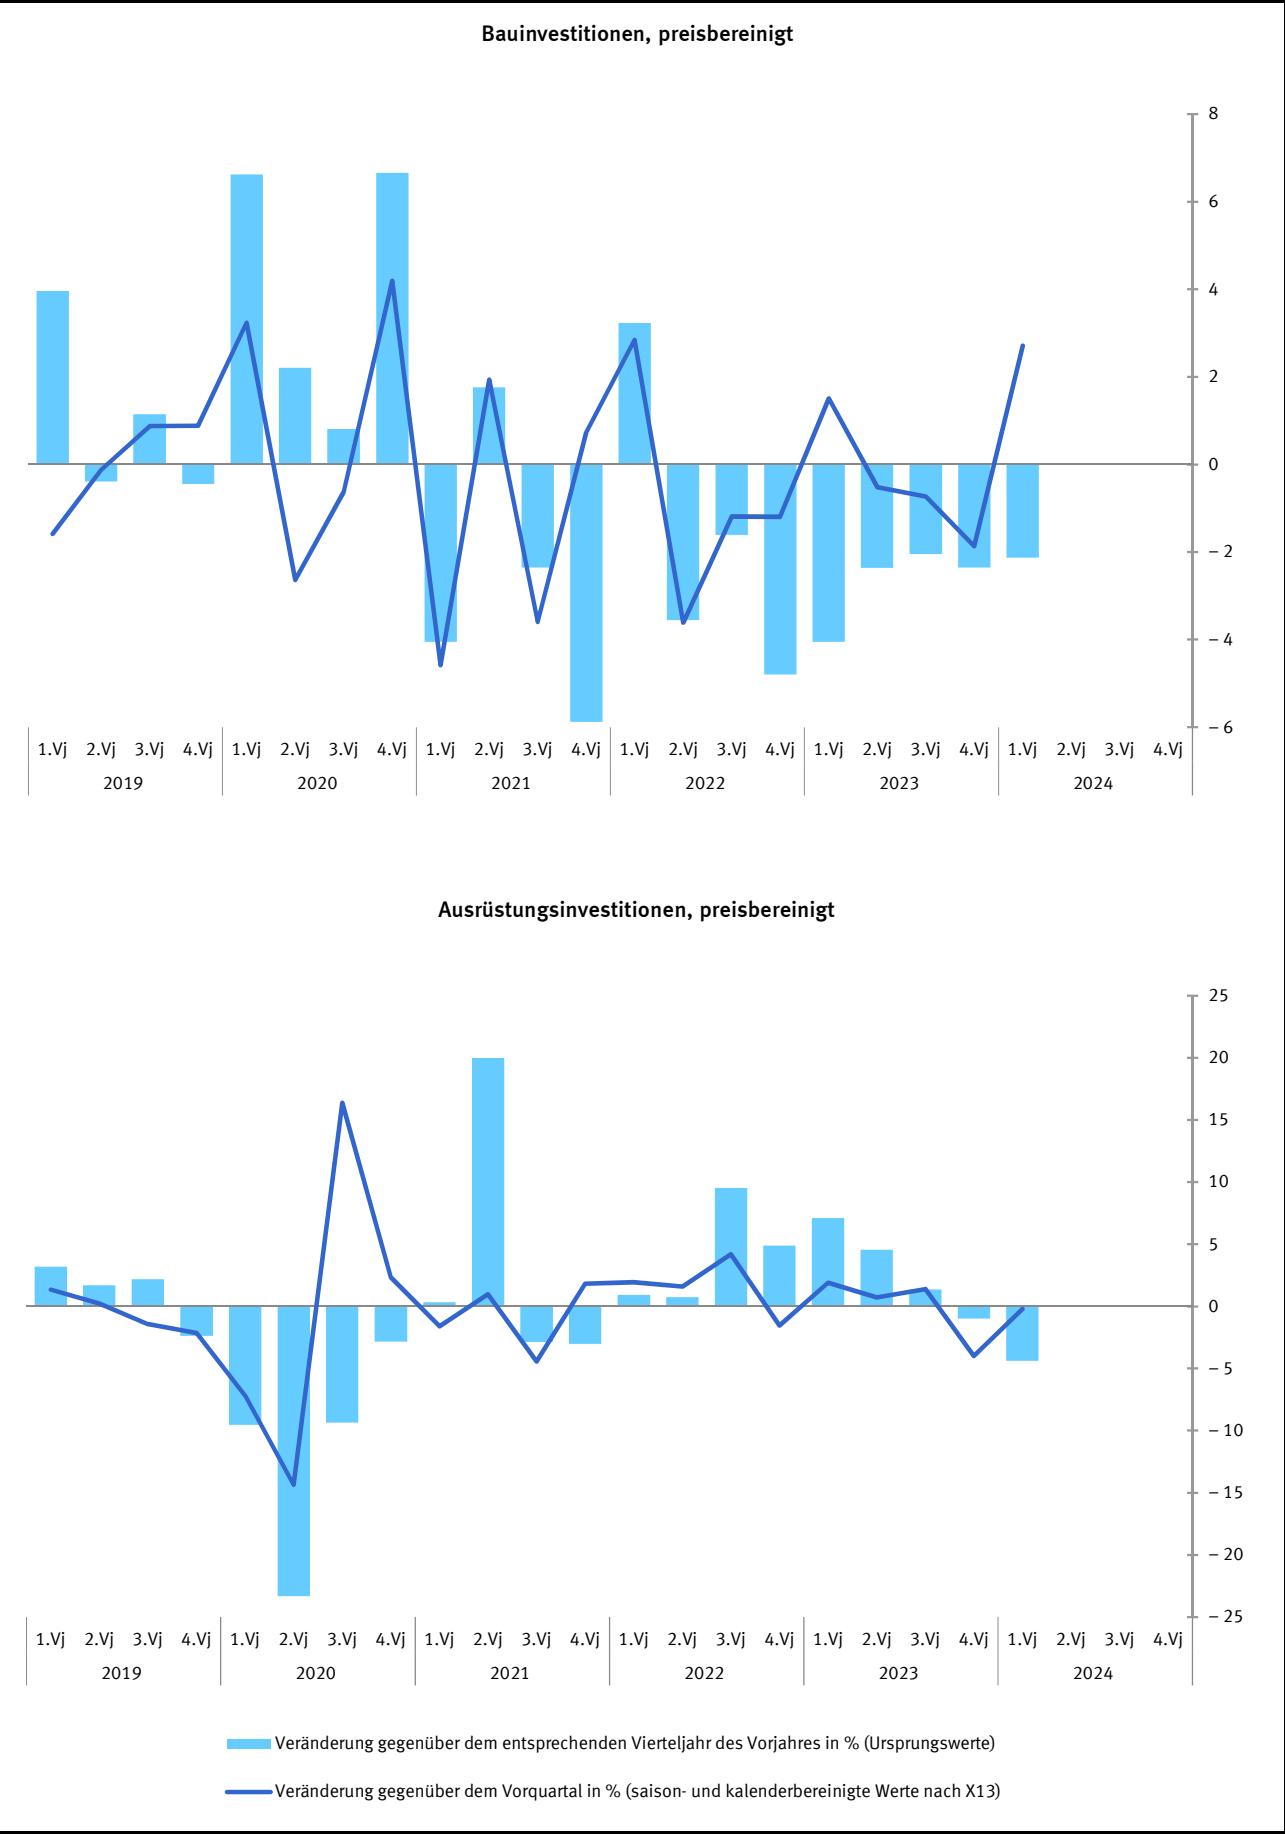 Bauinvestitionen, preisbereinigt
8
6
4
2
0
– 2
– 4
– 6
1.Vj 2.Vj 3.Vj 4.Vj 1.Vj 2.Vj 3.Vj 4.Vj 1.Vj 2.Vj 3.Vj 4.Vj 1.Vj 2.Vj 3.Vj 4.Vj 1.Vj 2.Vj 3.Vj 4.Vj 1.Vj 2.Vj 3.Vj 4.Vj
2019 2020 2021 2022 2023 2024
Ausrüstungsinvestitionen, preisbereinigt
25
20
15
10
5
0
– 5
– 10
– 15
– 20
– 25
1.Vj 2.Vj 3.Vj 4.Vj 1.Vj 2.Vj 3.Vj 4.Vj 1.Vj 2.Vj 3.Vj 4.Vj 1.Vj 2.Vj 3.Vj 4.Vj 1.Vj 2.Vj 3.Vj 4.Vj 1.Vj 2.Vj 3.Vj 4.Vj
2019 2020 2021 2022 2023 2024
Veränderung gegenüber dem entsprechenden Vierteljahr des Vorjahres in % (Ursprungswerte)
Veränderung gegenüber dem Vorquartal in % (saison- und kalenderbereinigte Werte nach X13)